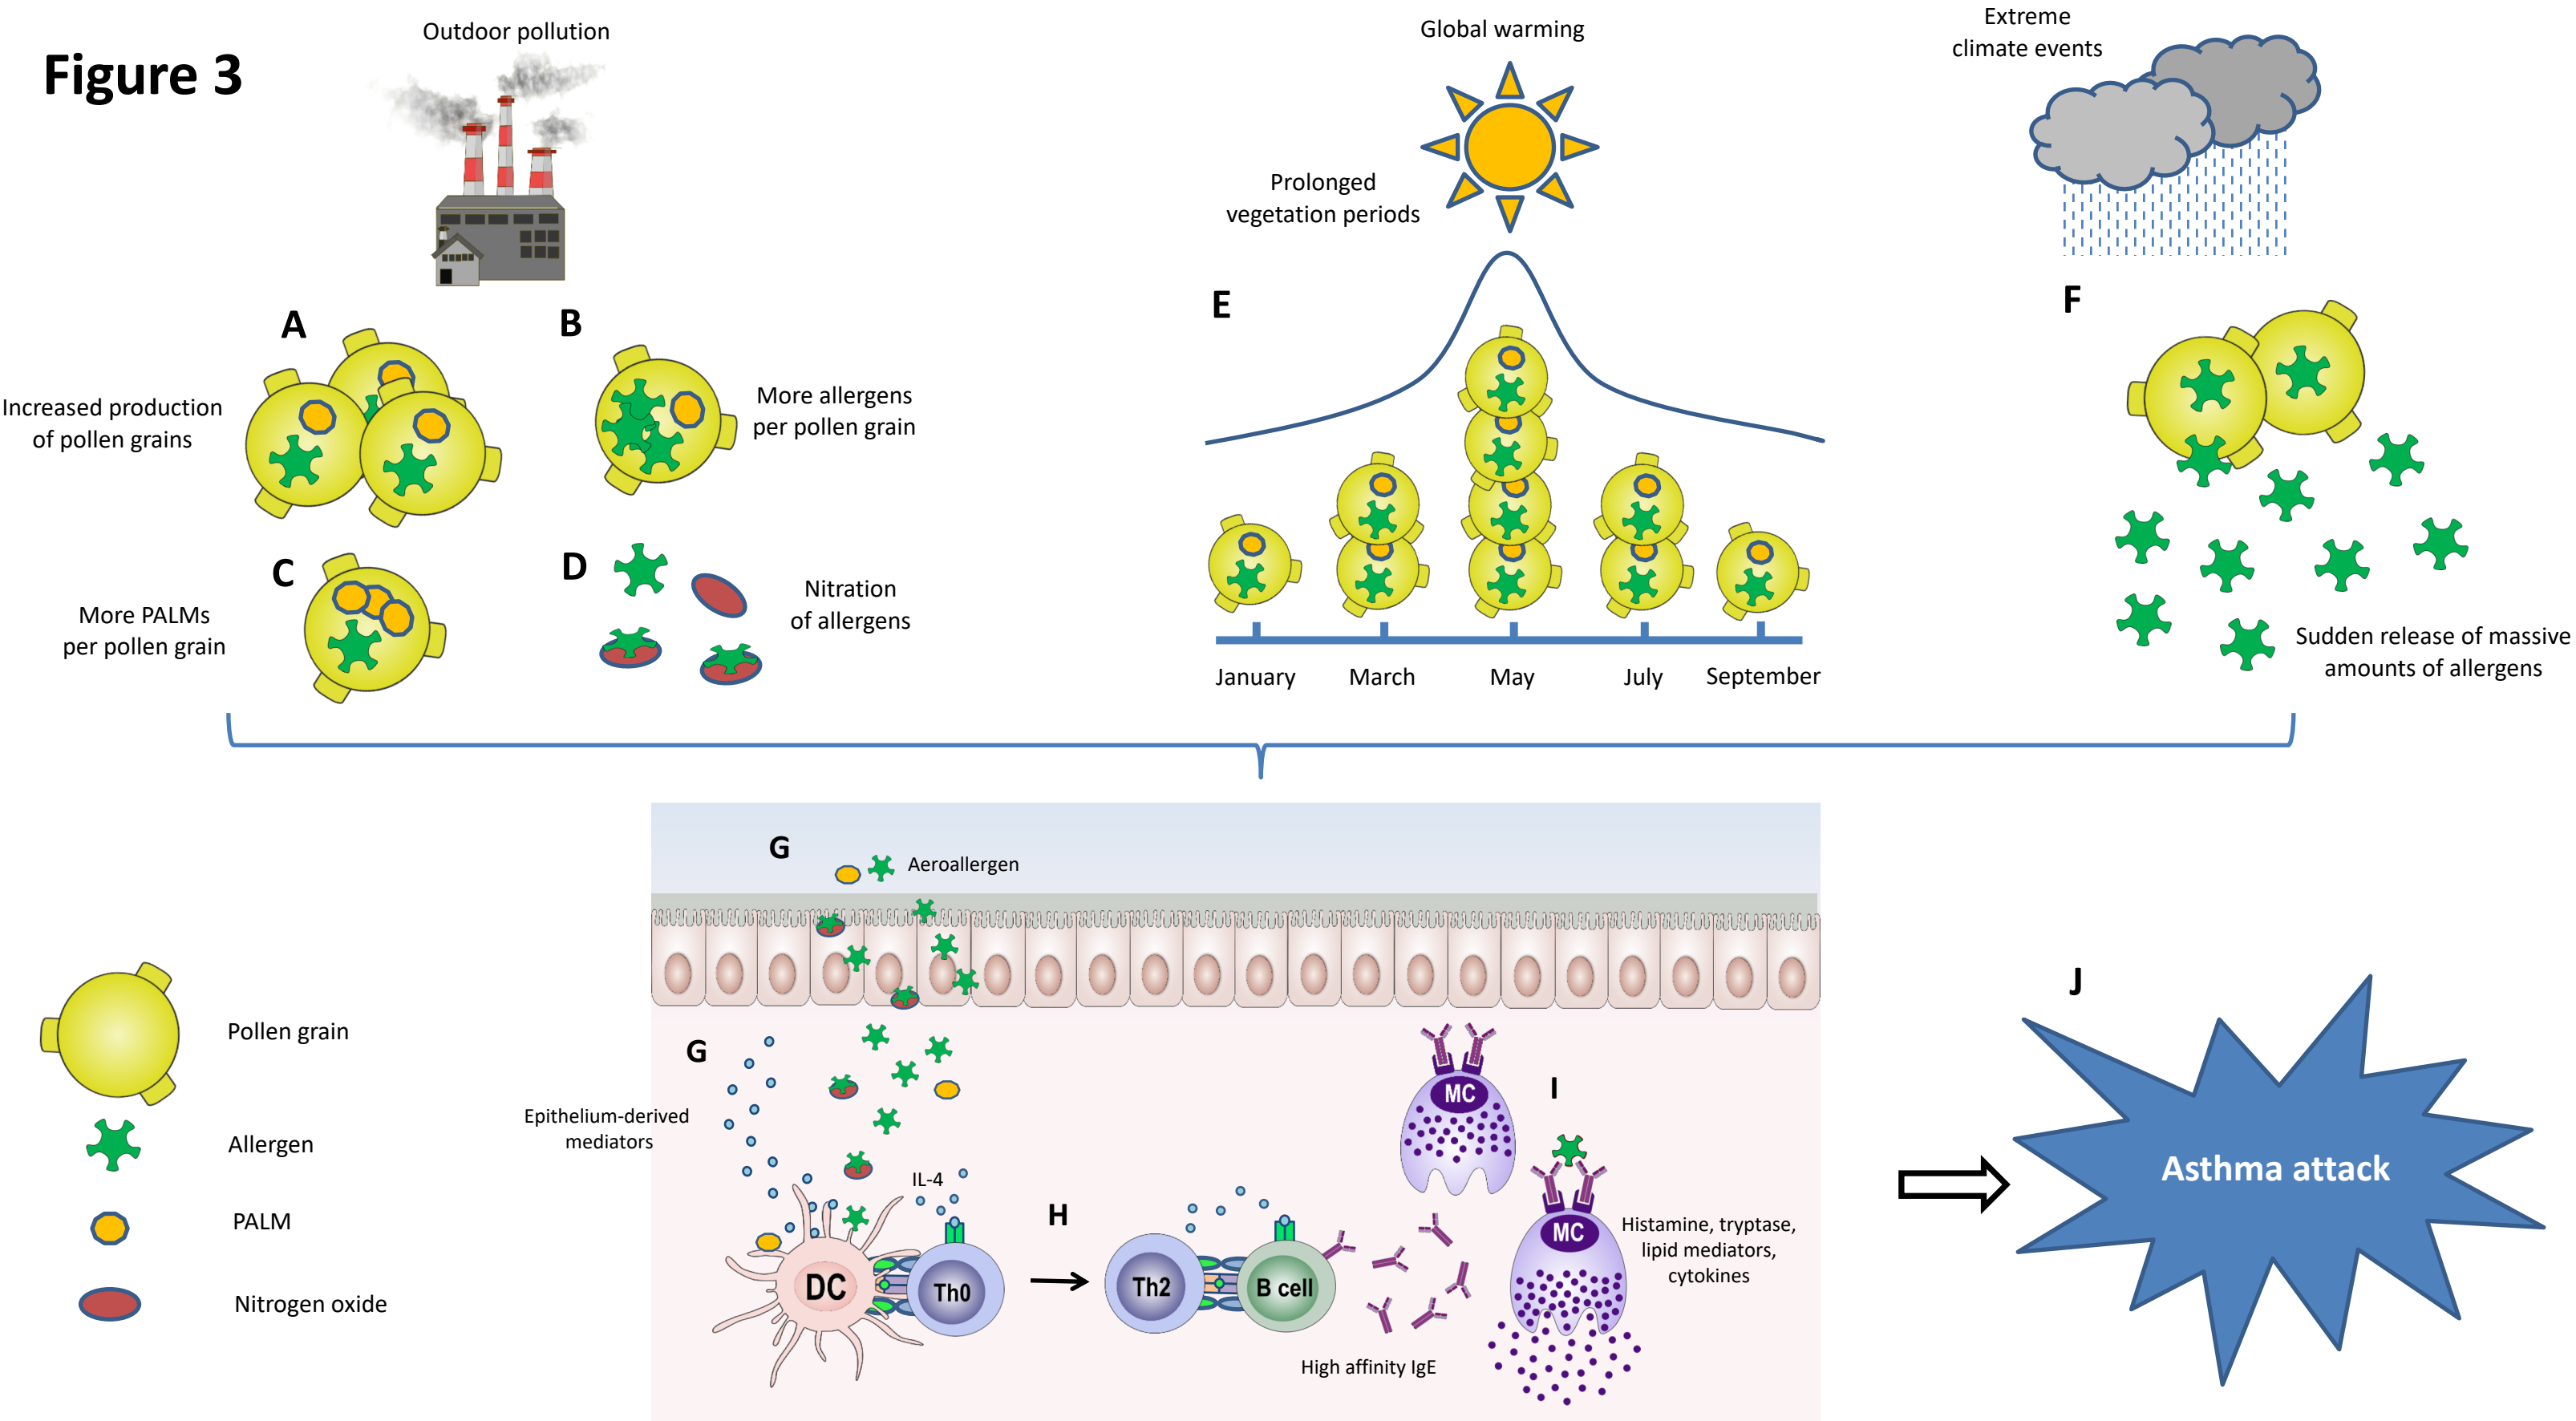 Figure 3
Outdoor pollution
Global warming
Extreme
climate events
Prolonged
vegetation periods
A
B
Increased production
of pollen grains
More allergens
per pollen grain
C
D
More PALMs
per pollen grain
Nitration
of allergens
E
January
March
May
July
September
F
Sudden release of massive
amounts of allergens
Pollen grain
Allergen
PALM
Nitrogen oxide
G
Aeroallergen
G
Epithelium-derived
mediators
IL-4
DC
Th0
H
Th2
B cell
High affinity IgE
MC
I
MC
Histamine, tryptase,
lipid mediators,
cytokines
J
Asthma attack